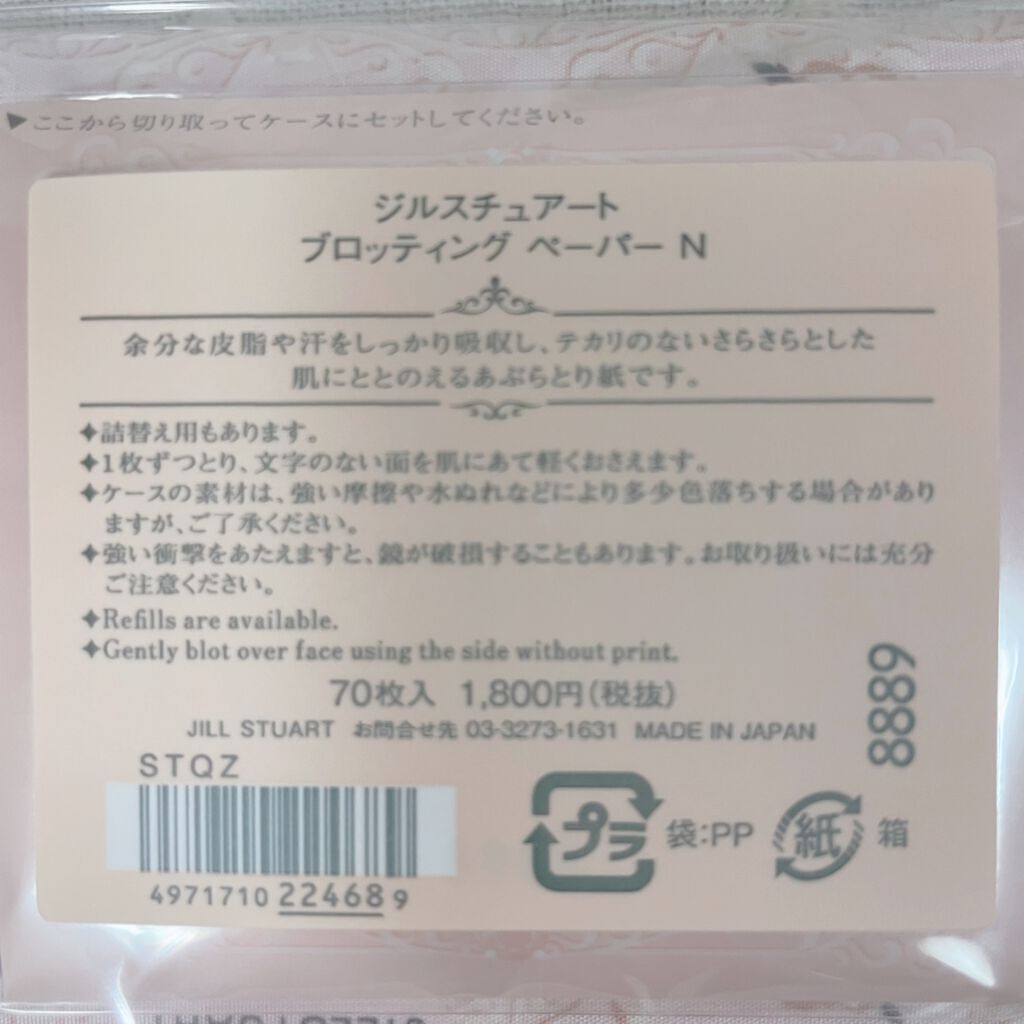 ▶ここから切り取ってケースにセットしてください。
ジルスチュアート
ブロッティング ペーパー N
余分な皮脂や汗をしっかり吸収し、テカリのないさらさらとした
肌にととのえるあぶらとり紙です。
✦詰替え用もあります。
✦1枚ずつとり、文字のない面を肌にあて軽くおさえます。
✦ケースの素材は、強い摩擦や水ぬれなどにより多少色落ちする場合があり
ますが、ご了承ください。
✦強い衝撃をあたえますと、鏡が破損することもあります。お取り扱いには充分
ご注意ください。
✦Refills are available.
✦Gently blot over face using the side without print.
70枚入 1,800円(税抜)
JILL STUART お問合せ先 03-3273-1631 MADE IN JAPAN
6888
STQZ
4971710 224689
プラ 袋:PP 紙 箱